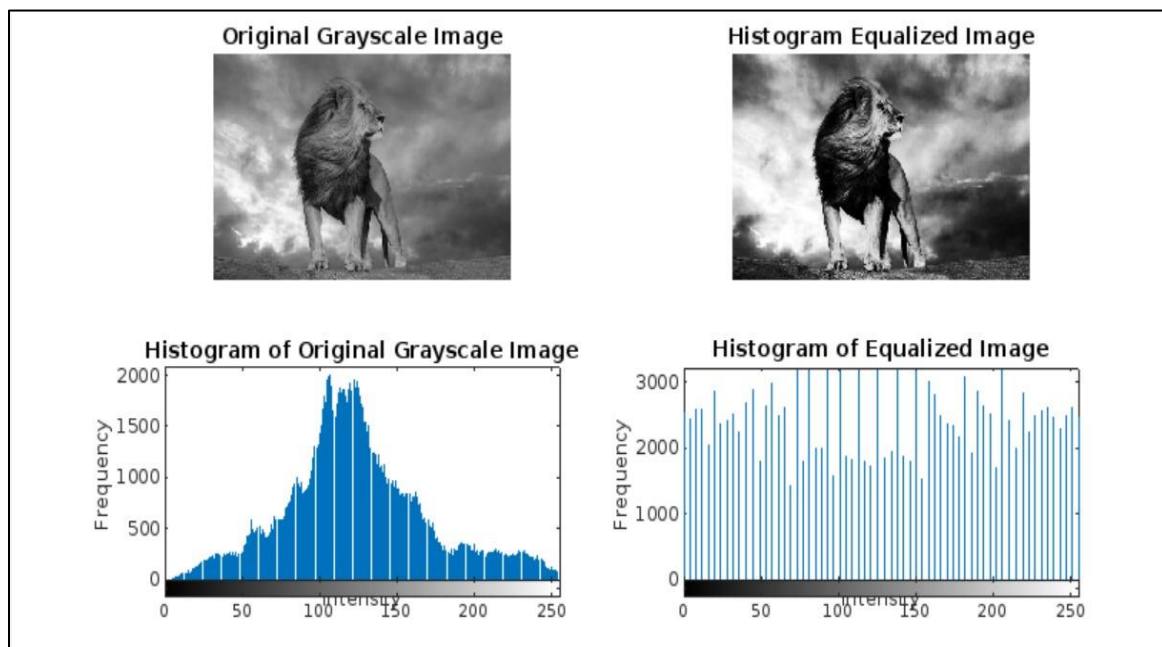 Original Grayscale Image
Histogram Equalized Image
Histogram of Original Grayscale Image
2000
1500
1000
500
0
Frequency
0 50 100 150 200 250
Intensity
Histogram of Equalized Image
3000
2000
1000
0
Frequency
0 50 100 150 200 250
Intensity